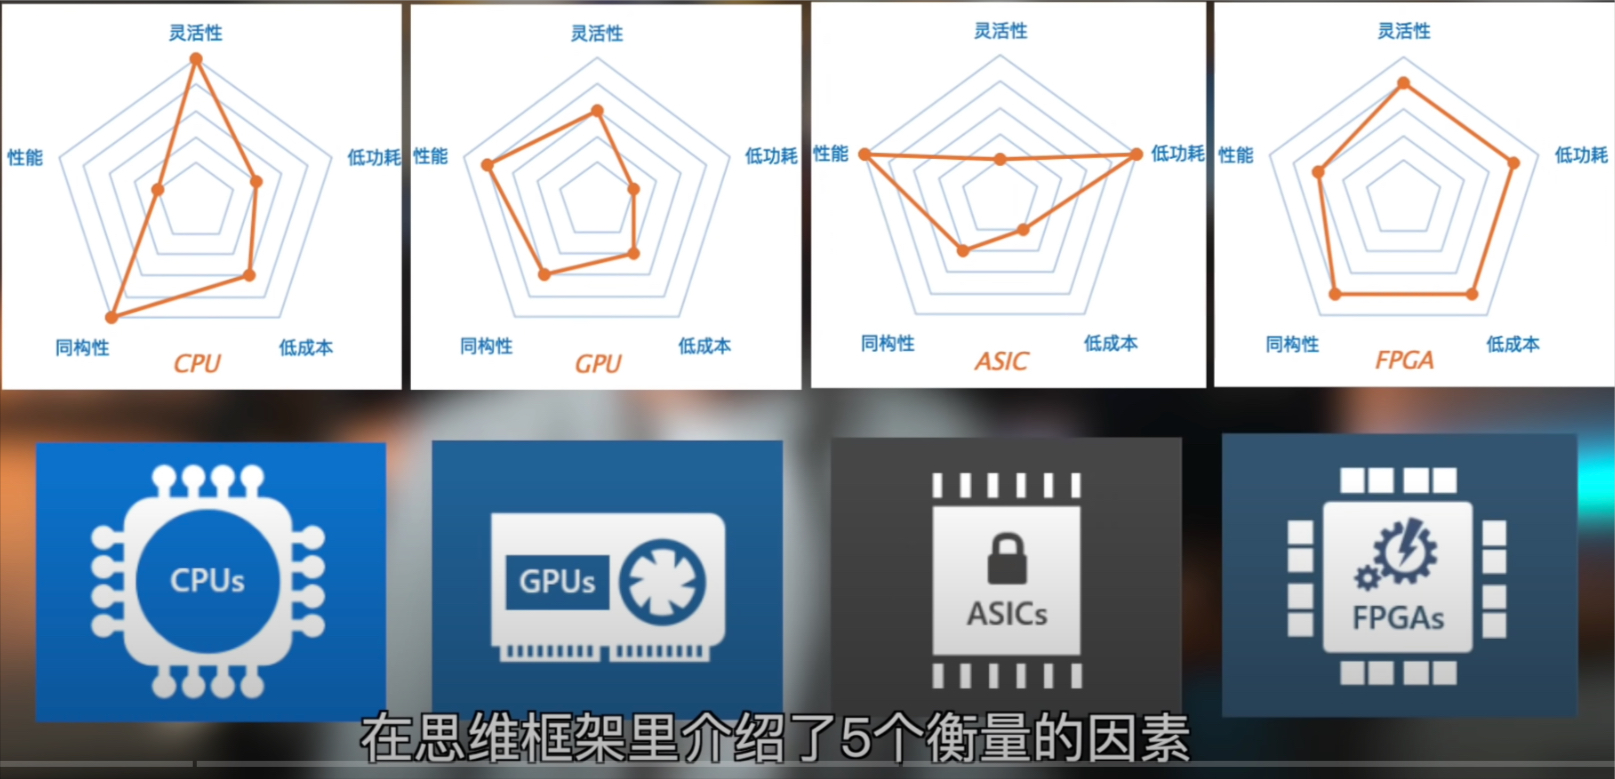 灵活性
性能
低功耗
同构性
低成本
CPU
灵活性
性能
低功耗
同构性
低成本
GPU
灵活性
性能
低功耗
同构性
低成本
ASIC
灵活性
性能
低功耗
同构性
低成本
FPGA
CPUs
GPUs
ASICs
FPGAs
在思维框架里介绍了5个衡量的因素